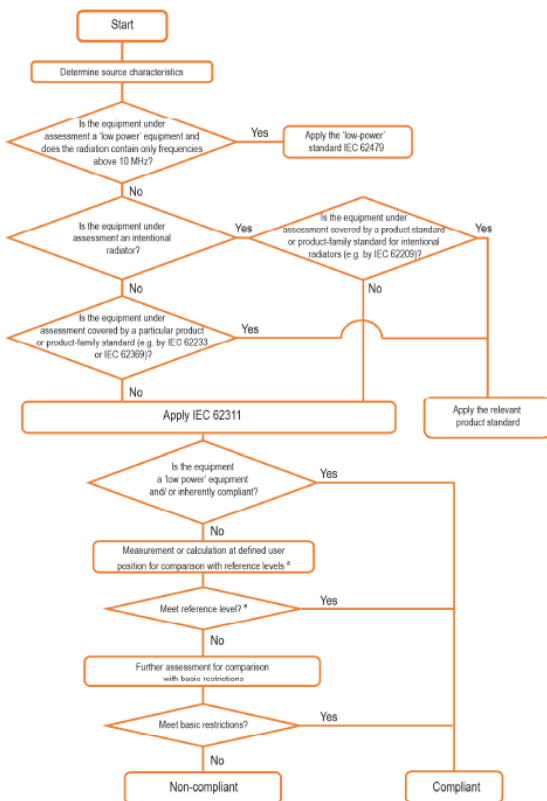 Start
Determine source characteristics
Is the equipment under
assessment a 'low power' equipment and
does the radiation contain only frequencies
above 10 MHz?
Yes
Apply the 'low-power'
standard IEC 62479
No
Is the equipment under
assessment an intentional
radiator?
Yes
Is the equipment under
assessment covered by a product standard
or product-family standard for intentional
radiators (e.g. by IEC 62209)?
Yes
No
No
Is the equipment under
assessment covered by a particular product
or product-family standard (e.g. by IEC 62233
or IEC 62369)?
Yes
No
Apply IEC 62311
Apply the relevant
product standard
Is the equipment
a 'low power' equipment
and/ or inherently compliant?
Yes
No
Measurement or calculation at defined user
position for comparison with reference levels a
Meet reference level? a
Yes
No
Further assessment for comparison
with basic restrictions
Meet basic restrictions?
Yes
No
Non-compliant
Compliant